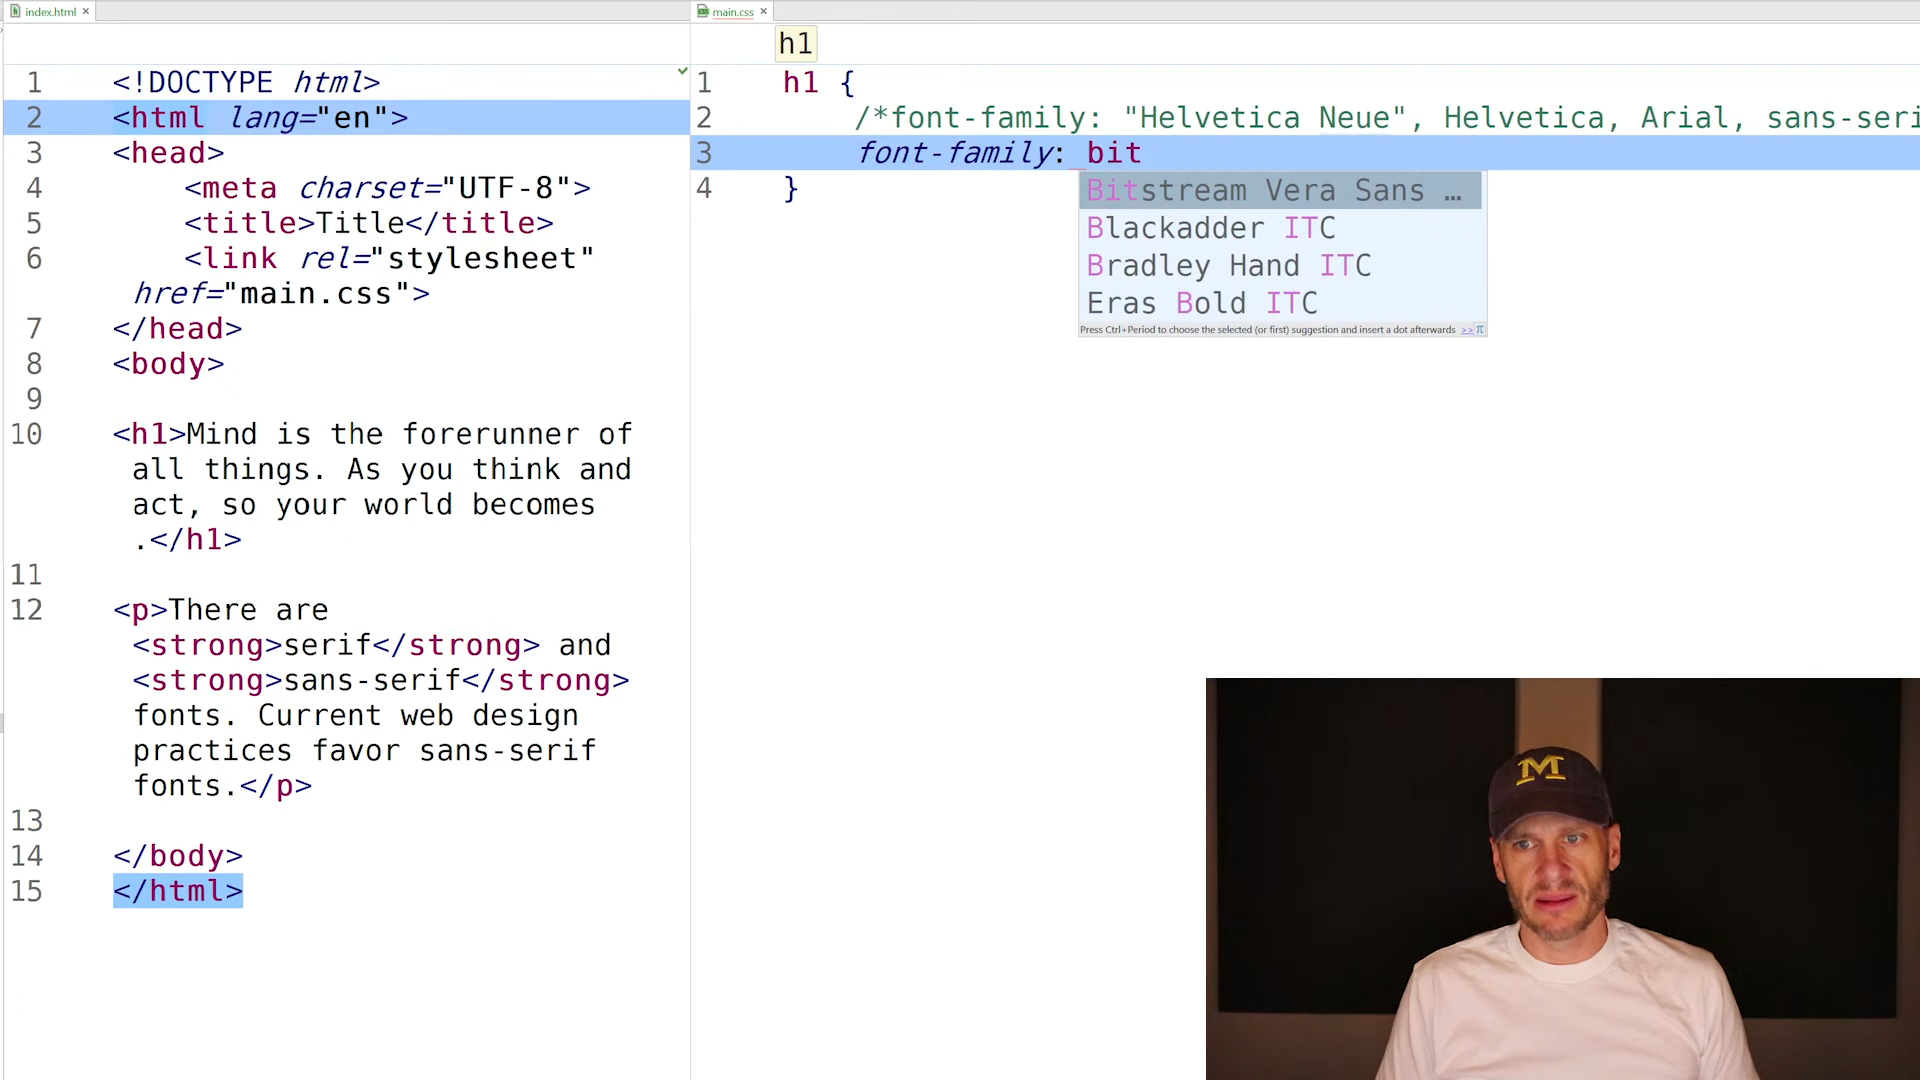 index.html
main.css
h1
1 <!DOCTYPE html>
2 <html lang="en">
3 <head>
4 <meta charset="UTF-8">
5 <title>Title</title>
6 <link rel="stylesheet"
href="main.css">
7 </head>
8 <body>
9
10 <h1>Mind is the forerunner of
all things. As you think and
act, so your world becomes
.</h1>
11
12 <p>There are
<strong>serif</strong> and
<strong>sans-serif</strong>
fonts. Current web design
practices favor sans-serif
fonts.</p>
13
14 </body>
15 </html>
1 h1 {
2 /*font-family: "Helvetica Neue", Helvetica, Arial, sans-seri
3 font-family: bit
4 }
Bitstream Vera Sans …
Blackadder ITC
Bradley Hand ITC
Eras Bold ITC
Press Ctrl+Period to choose the selected (or first) suggestion and insert a dot afterwards >> π
M